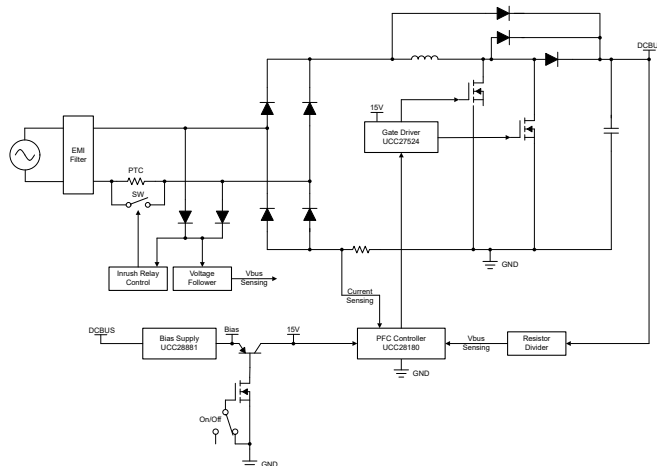 DCBUS
15V
Gate Driver
UCC27524
EMI
Filter
PTC
SW
Inrush Relay
Control
Voltage
Follower
Vbus
Sensing
GND
Current
Sensing
DCBUS
Bias Supply
UCC28881
Bias
15V
PFC Controller
UCC28180
Vbus
Sensing
Resistor
Divider
GND
On/Off
GND